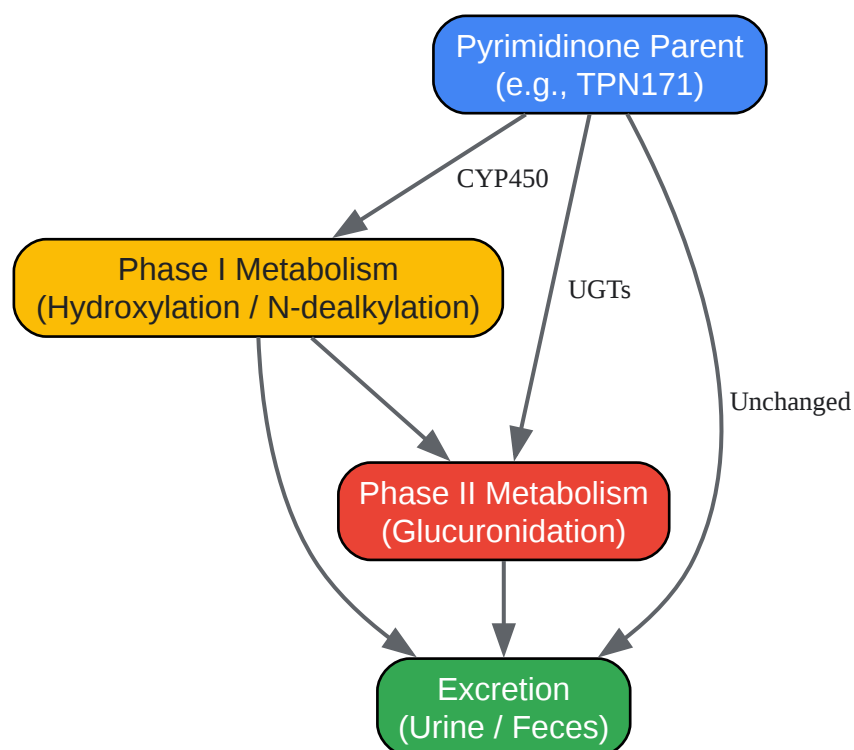 Pyrimidinone Parent
(e.g., TPN171)
CYP450
Phase I Metabolism
(Hydroxylation / N-dealkylation)
UGTs
Unchanged
Phase II Metabolism
(Glucuronidation)
Excretion
(Urine / Feces)